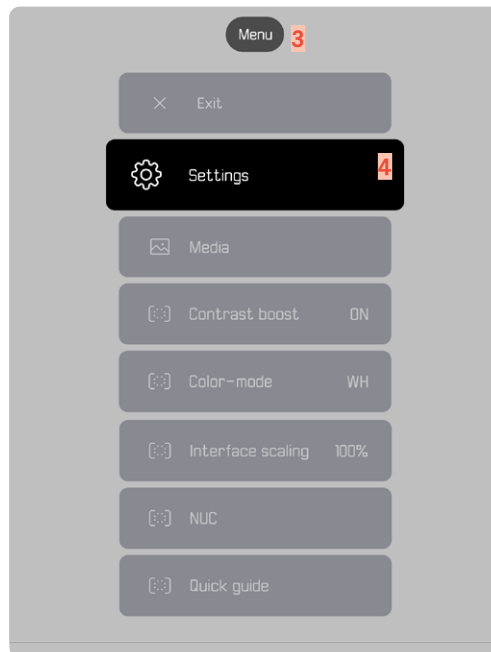 Menu 3
Exit
Settings 4
Media
Contrast boost ON
Color-mode WH
Interface scaling 100%
NUC
Quick guide